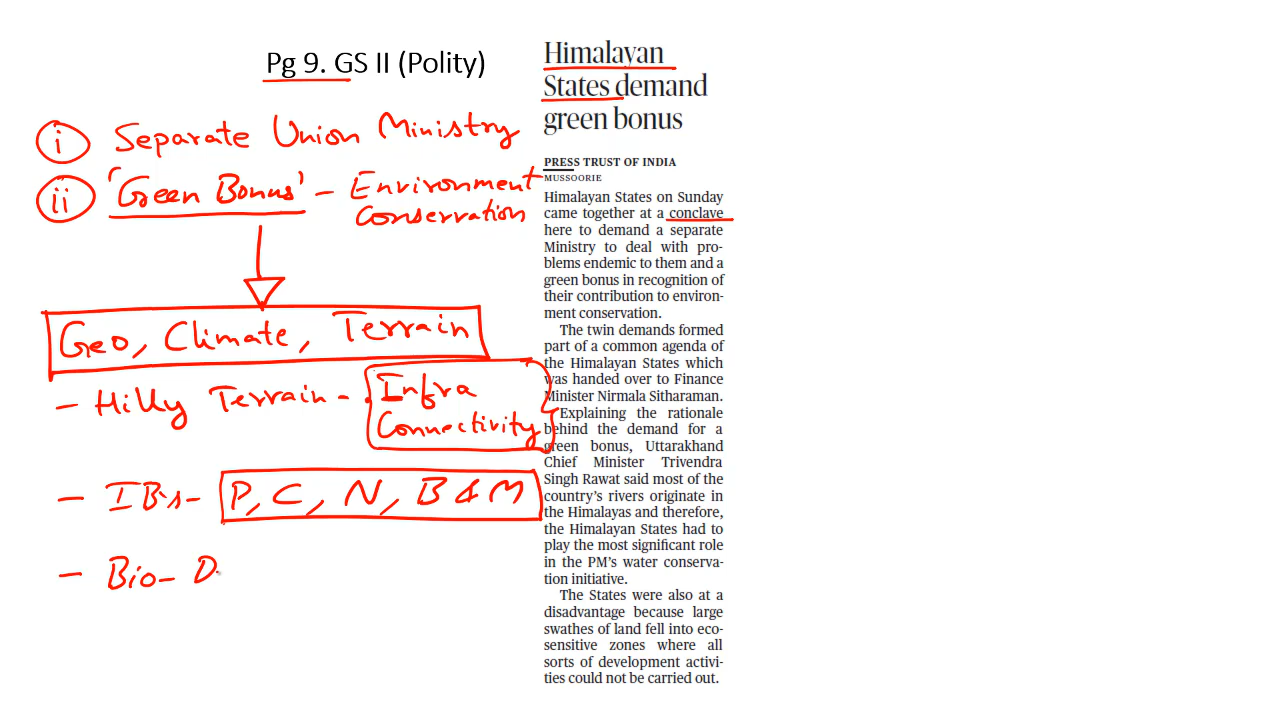 Pg 9. GS II (Polity)
i Separate Union Ministry
ii 'Green Bonus' - Environment
Conservation
Geo, Climate, Terrain
- Hilly Terrain - Infra
Connectivity
- IBs - P, C, N, B & M
- Bio - D
Himalayan
States demand
green bonus
PRESS TRUST OF INDIA
MUSSOORIE
Himalayan States on Sunday
came together at a conclave
here to demand a separate
Ministry to deal with pro-
blems endemic to them and a
green bonus in recognition of
their contribution to environ-
ment conservation.
The twin demands formed
part of a common agenda of
the Himalayan States which
was handed over to Finance
Minister Nirmala Sitharaman.
Explaining the rationale
behind the demand for a
green bonus, Uttarakhand
Chief Minister Trivendra
Singh Rawat said most of the
country's rivers originate in
the Himalayas and therefore,
the Himalayan States had to
play the most significant role
in the PM's water conserva-
tion initiative.
The States were also at a
disadvantage because large
swathes of land fell into eco-
sensitive zones where all
sorts of development activi-
ties could not be carried out.